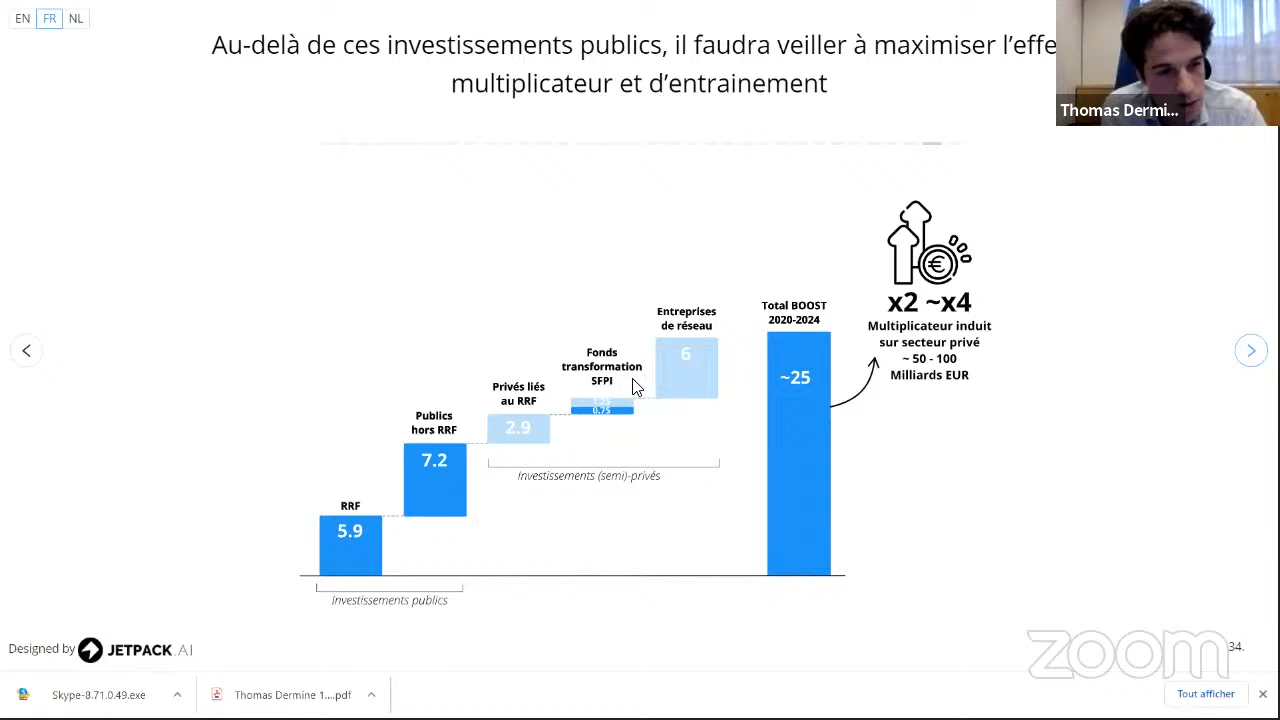 EN FR NL
Au-delà de ces investissements publics, il faudra veiller à maximiser l'effe
multiplicateur et d'entrainement
Thomas Dermi...
x2 ~x4
Multiplicateur induit
sur secteur privé
~ 50 - 100
Milliards EUR
Total BOOST
2020-2024
~25
Entreprises
de réseau
6
Fonds
transformation
SFPI
0.75
Privés liés
au RRF
2.9
Publics
hors RRF
7.2
Investissements (semi)-privés
RRF
5.9
Investissements publics
Designed by JETPACK.AI
zoom
34.
Skype-8.71.0.49.exe
Thomas Dermine 1....pdf
Tout afficher